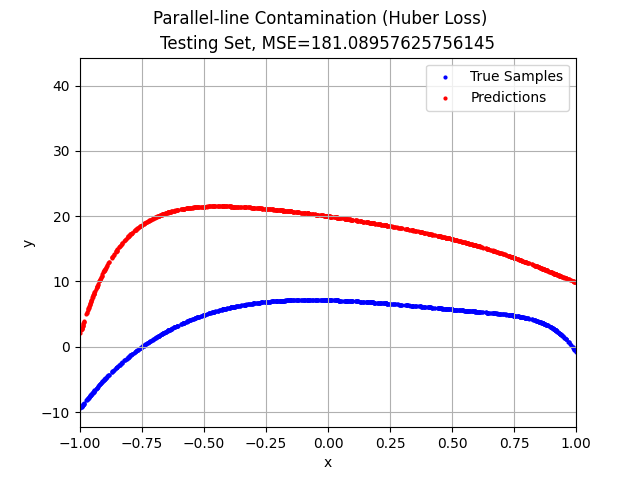 Parallel-line Contamination (Huber Loss)
Testing Set, MSE=181.08957625756145
True Samples
Predictions
40
30
20
10
0
−10
y
−1.00 −0.75 −0.50 −0.25 0.00 0.25 0.50 0.75 1.00
x